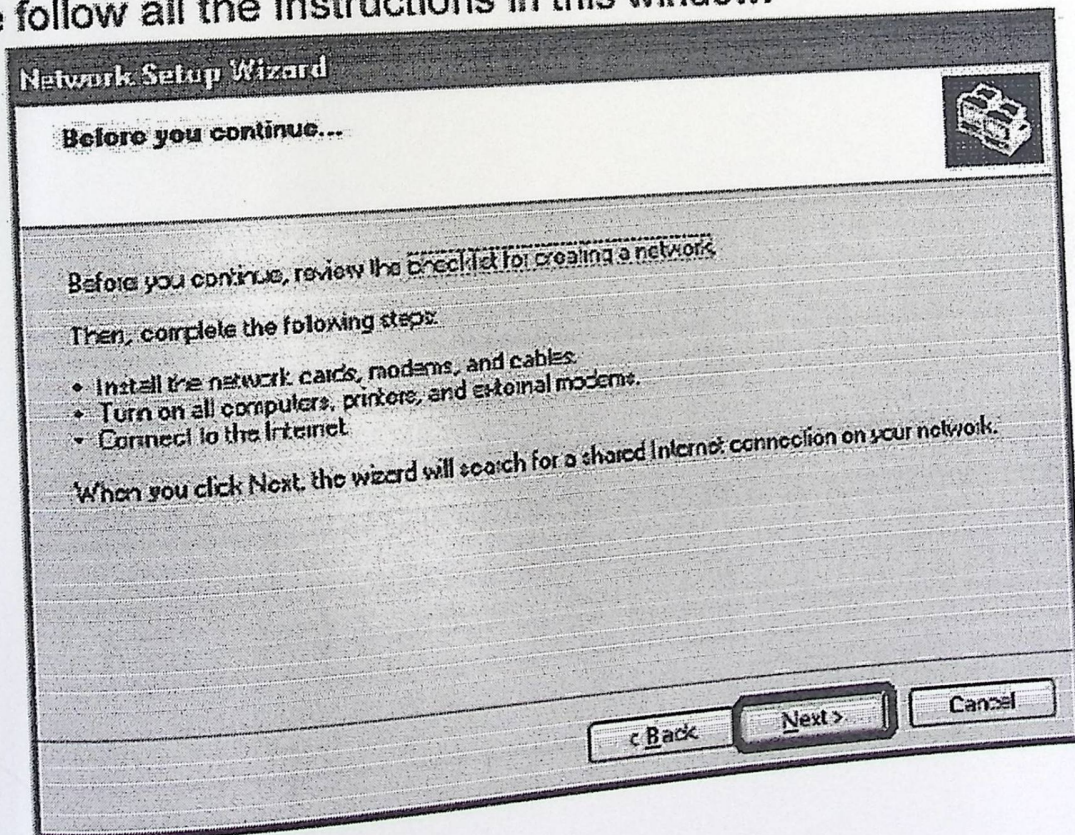 follow all the instructions in this window.
Network Setup Wizard
Before you continue...
Before you continue, review the checklist for creating a network.
Then, complete the following steps:
• Install the network cards, modems, and cables.
• Turn on all computers, printers, and external modems.
• Connect to the Internet.
When you click Next, the wizard will search for a shared Internet connection on your network.
< Back
Next >
Cancel